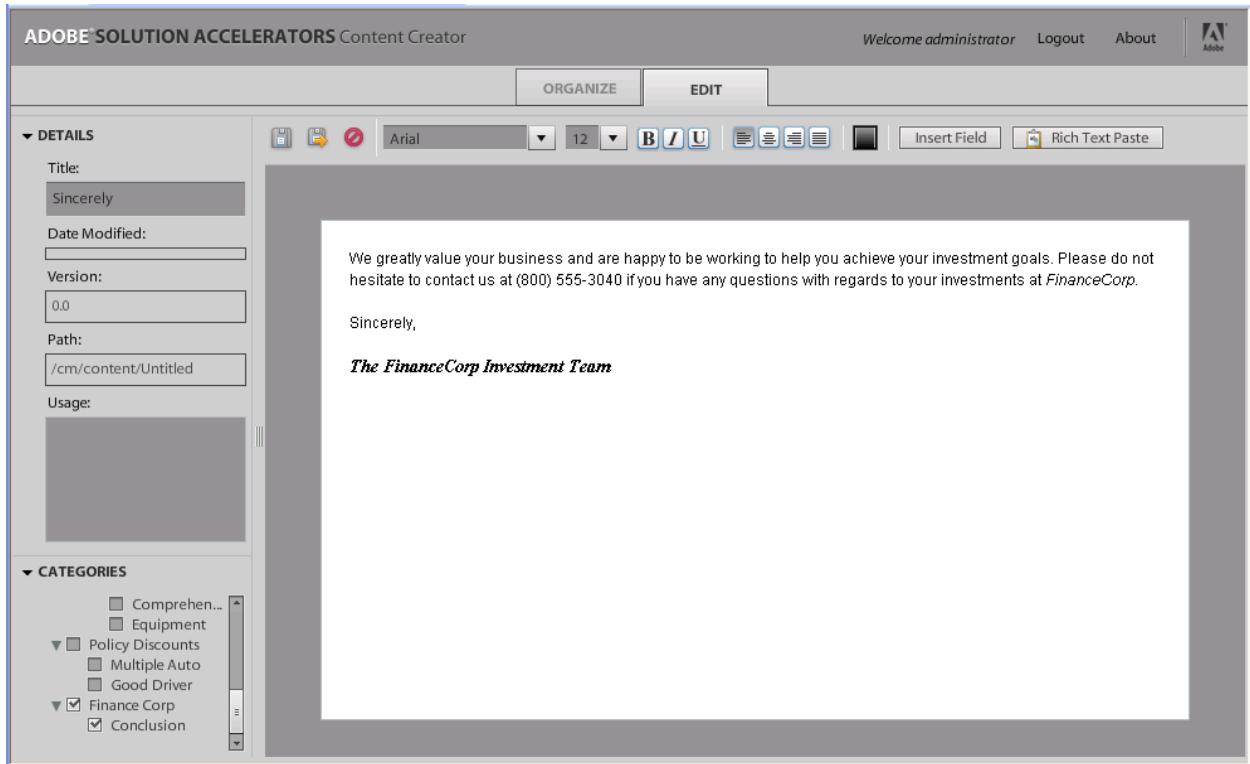 ADOBE® SOLUTION ACCELERATORS Content Creator
Welcome administrator Logout About
Adobe
ORGANIZE EDIT
DETAILS
Title:
Sincerely
Date Modified:
Version:
0.0
Path:
/cm/content/Untitled
Usage:
CATEGORIES
Comprehen...
Equipment
Policy Discounts
Multiple Auto
Good Driver
Finance Corp
Conclusion
Arial 12 B I U Insert Field Rich Text Paste
We greatly value your business and are happy to be working to help you achieve your investment goals. Please do not
hesitate to contact us at (800) 555-3040 if you have any questions with regards to your investments at FinanceCorp.
Sincerely,
The FinanceCorp Investment Team